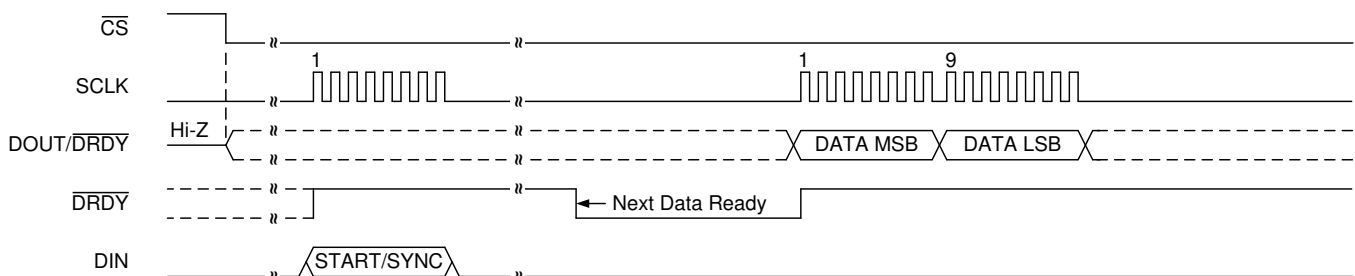 CS
1
1
9
SCLK
Hi-Z
DOUT/DRDY
DATA MSB
DATA LSB
DRDY
Next Data Ready
DIN
START/SYNC